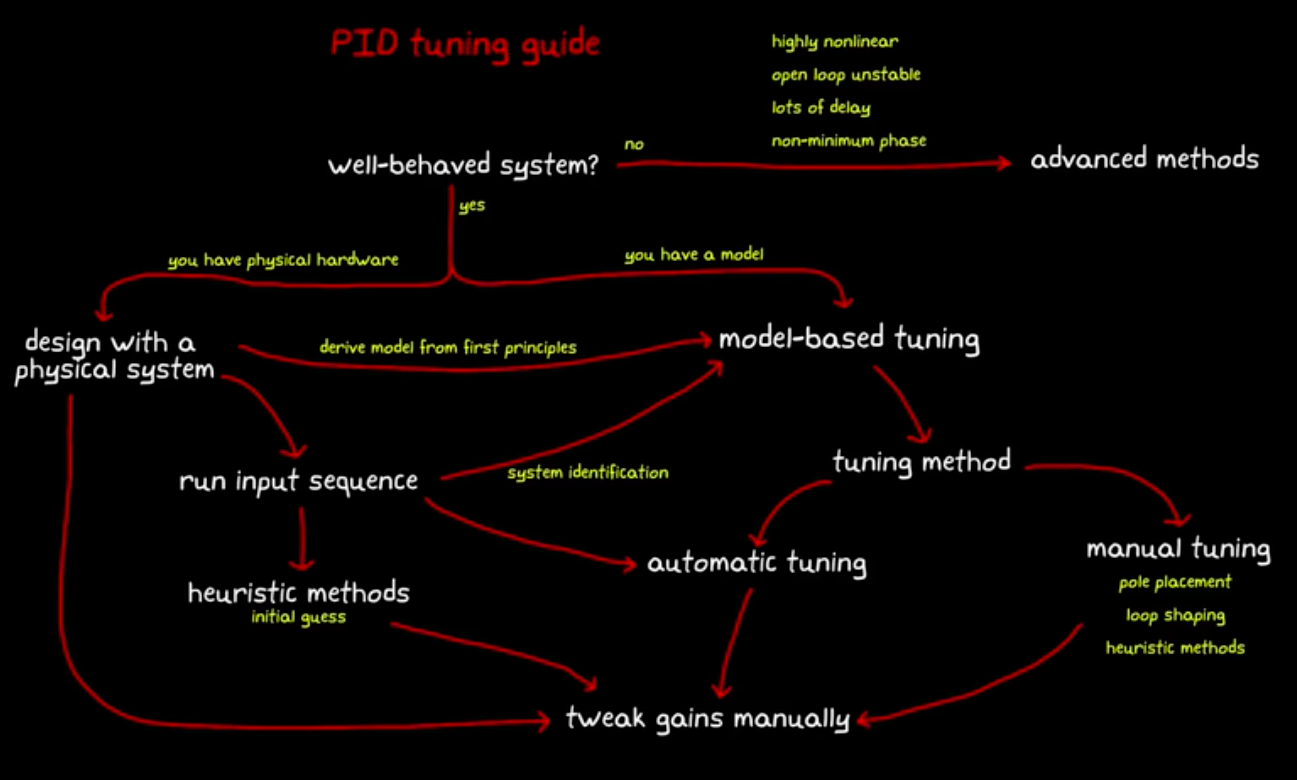 PID tuning guide
highly nonlinear
open loop unstable
lots of delay
non-minimum phase
no
well-behaved system?
advanced methods
yes
you have physical hardware
you have a model
design with a
physical system
derive model from first principles
model-based tuning
run input sequence
system identification
tuning method
automatic tuning
manual tuning
pole placement
loop shaping
heuristic methods
heuristic methods
initial guess
tweak gains manually